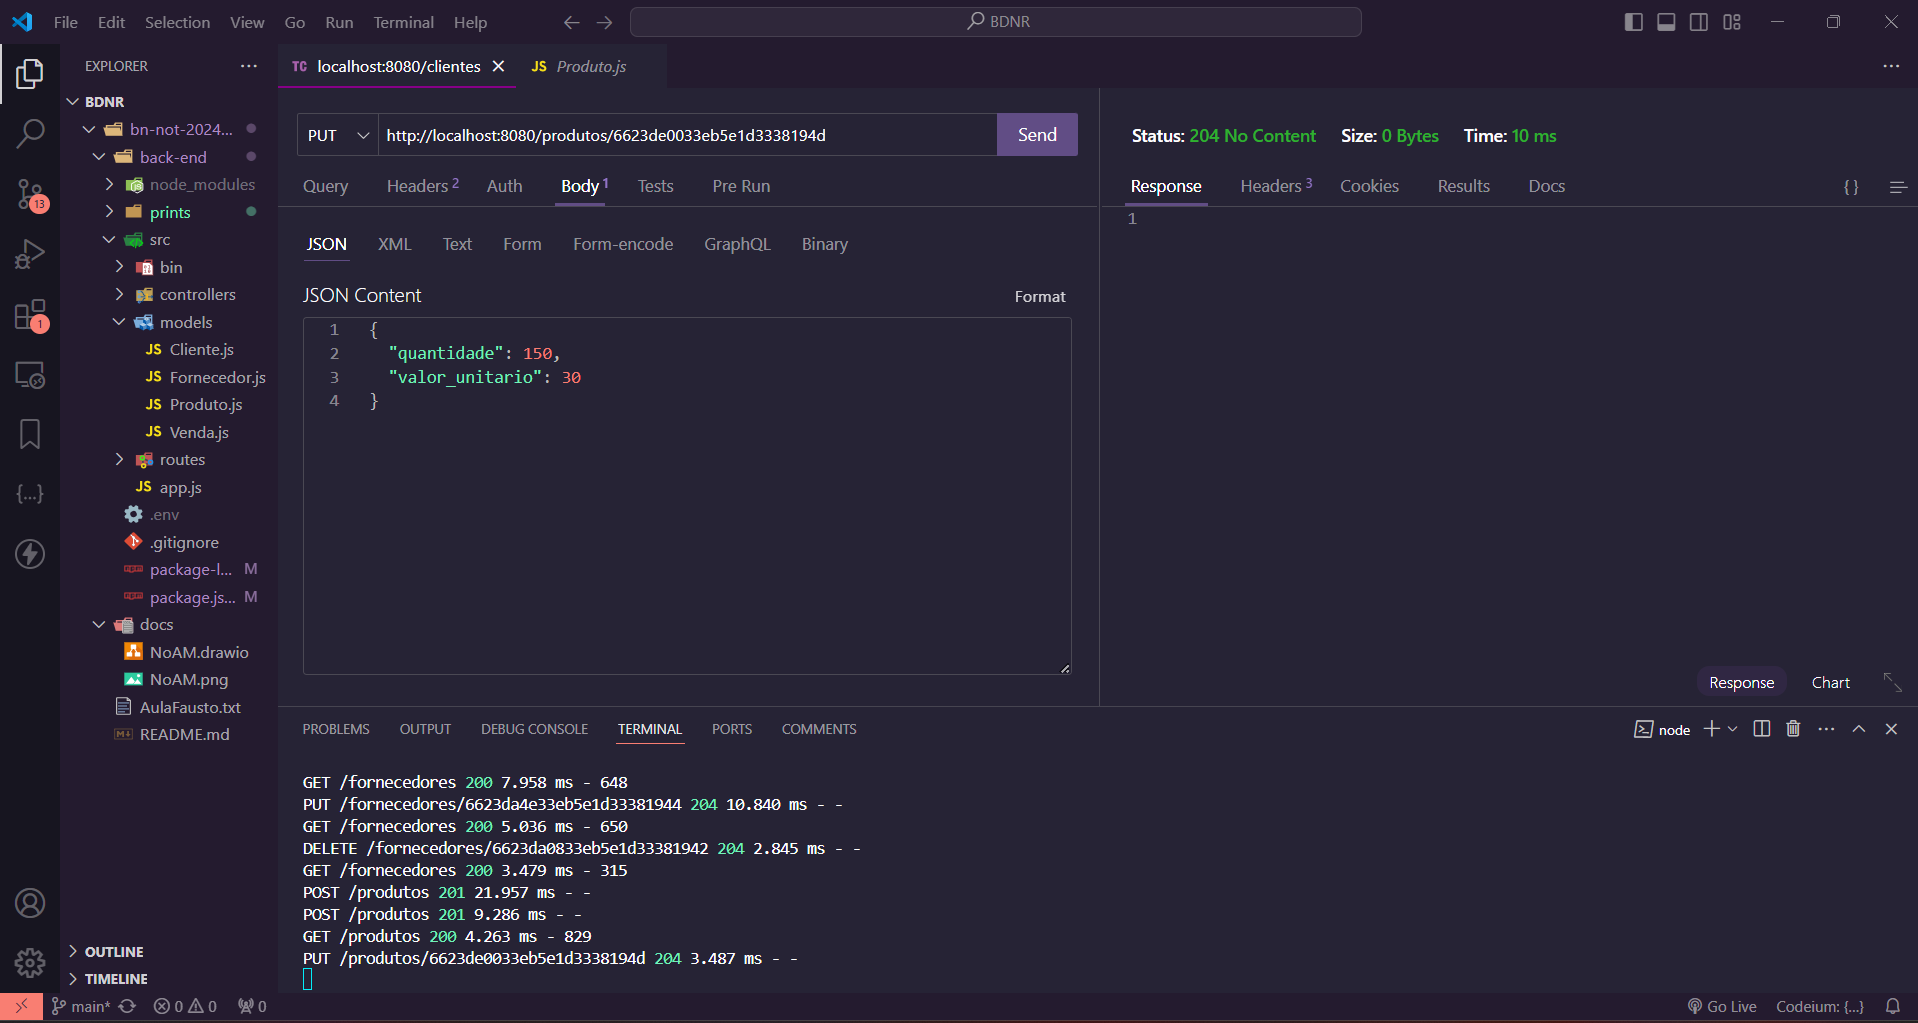 File Edit Selection View Go Run Terminal Help
BDNR
EXPLORER
BDNR
bn-not-2024...
back-end
node_modules
prints
src
bin
controllers
models
JS Cliente.js
JS Fornecedor.js
JS Produto.js
JS Venda.js
routes
JS app.js
.env
.gitignore
package-l... M
package.js... M
docs
NoAM.drawio
NoAM.png
AulaFausto.txt
README.md
OUTLINE
TIMELINE
13
1
{...}
TC localhost:8080/clientes
JS Produto.js
PUT http://localhost:8080/produtos/6623de0033eb5e1d3338194d Send
Query Headers 2 Auth Body 1 Tests Pre Run
JSON XML Text Form Form-encode GraphQL Binary
JSON Content Format
1 {
2 "quantidade": 150,
3 "valor_unitario": 30
4 }
Status: 204 No Content Size: 0 Bytes Time: 10 ms
Response Headers 3 Cookies Results Docs { }
1
Response Chart
PROBLEMS OUTPUT DEBUG CONSOLE TERMINAL PORTS COMMENTS
node
GET /fornecedores 200 7.958 ms - 648
PUT /fornecedores/6623da4e33eb5e1d33381944 204 10.840 ms - -
GET /fornecedores 200 5.036 ms - 650
DELETE /fornecedores/6623da0833eb5e1d33381942 204 2.845 ms - -
GET /fornecedores 200 3.479 ms - 315
POST /produtos 201 21.957 ms - -
POST /produtos 201 9.286 ms - -
GET /produtos 200 4.263 ms - 829
PUT /produtos/6623de0033eb5e1d3338194d 204 3.487 ms - -
main* 0 0 0
Go Live Codeium: {...}